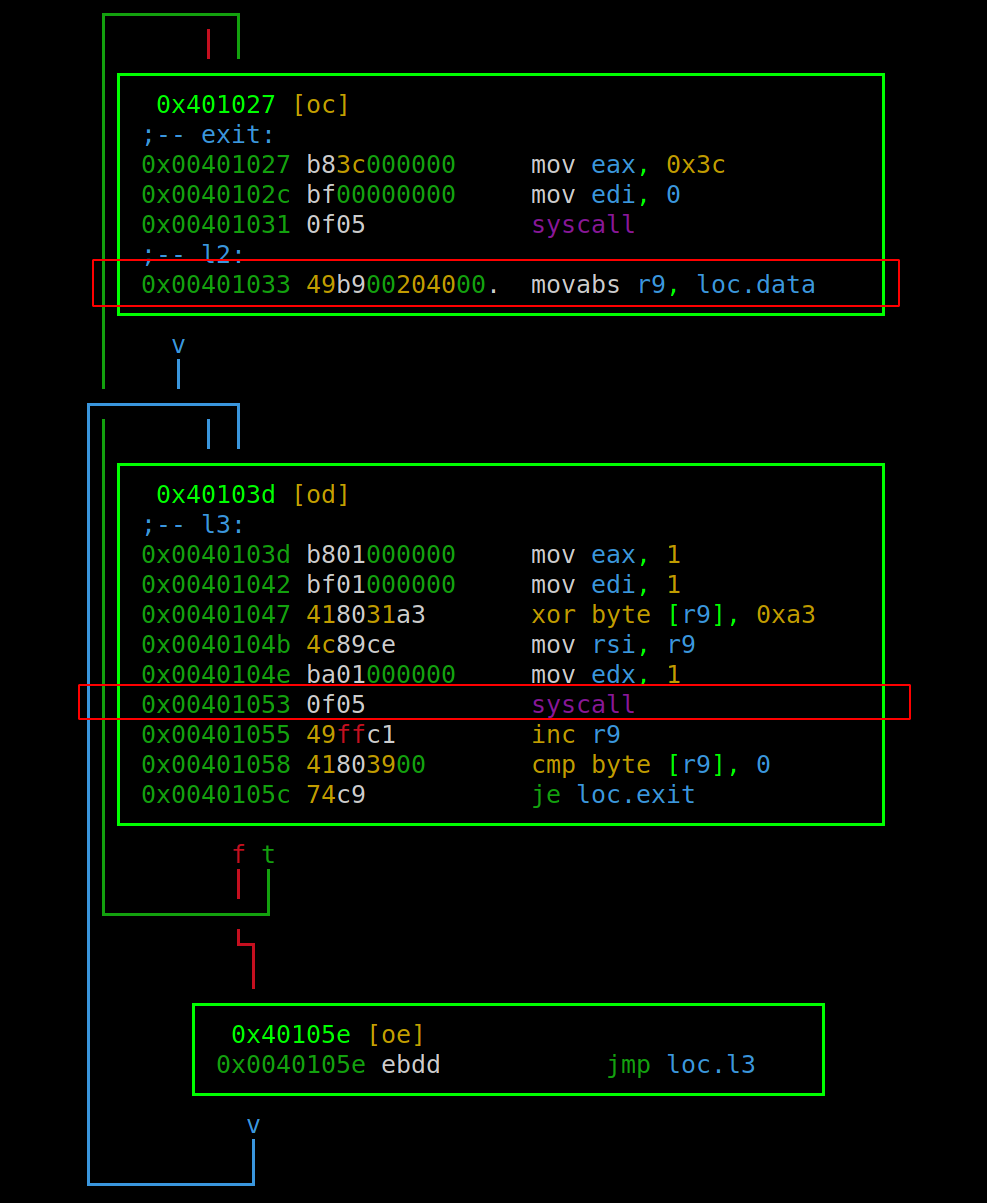 0x401027 [oc]
;-- exit:
0x00401027 b83c000000 mov eax, 0x3c
0x0040102c bf00000000 mov edi, 0
0x00401031 0f05 syscall
;-- l2:
0x00401033 49b900204000. movabs r9, loc.data
v
0x40103d [od]
;-- l3:
0x0040103d b801000000 mov eax, 1
0x00401042 bf01000000 mov edi, 1
0x00401047 418031a3 xor byte [r9], 0xa3
0x0040104b 4c89ce mov rsi, r9
0x0040104e ba01000000 mov edx, 1
0x00401053 0f05 syscall
0x00401055 49ffc1 inc r9
0x00401058 41803900 cmp byte [r9], 0
0x0040105c 74c9 je loc.exit
f t
0x40105e [oe]
0x0040105e ebdd jmp loc.l3
v